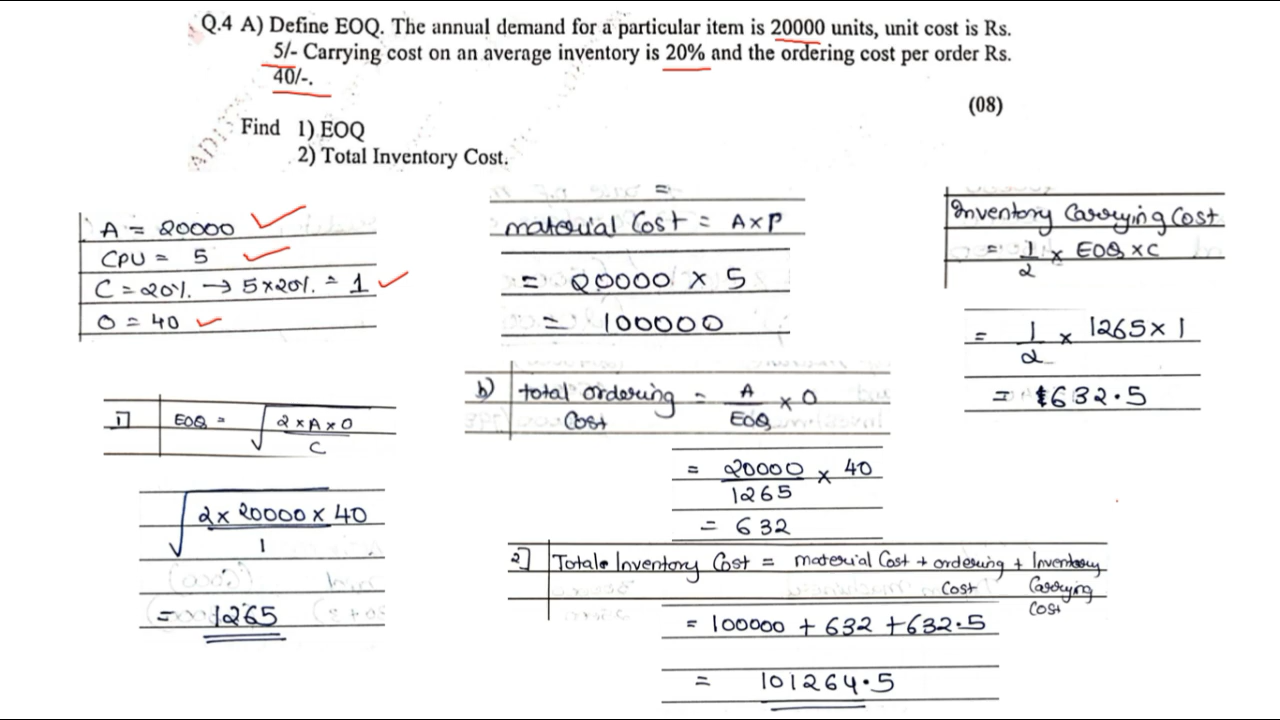 Q.4 A) Define EOQ. The annual demand for a particular item is 20000 units, unit cost is Rs.
5/- Carrying cost on an average inventory is 20% and the ordering cost per order Rs.
40/-.
(08)
Find 1) EOQ
2) Total Inventory Cost.
A = 20000
CPU = 5
C = 20% → 5x20% = 1
O = 40
1] EOQ = √ 2 x A x O
C
√ 2 x 20000 x 40
1
= 1265
=
material Cost = A x P
= 20000 x 5
= 100000
b) total ordering Cost = A x O
EOQ
= 20000 x 40
1265
= 632
Inventory Carrying Cost
= 1 x EOQ x C
2
= 1 x 1265 x 1
2
= 632.5
2] Total Inventory Cost = material Cost + ordering + Inventory
Cost Carrying
Cost
= 100000 + 632 + 632.5
= 101264.5